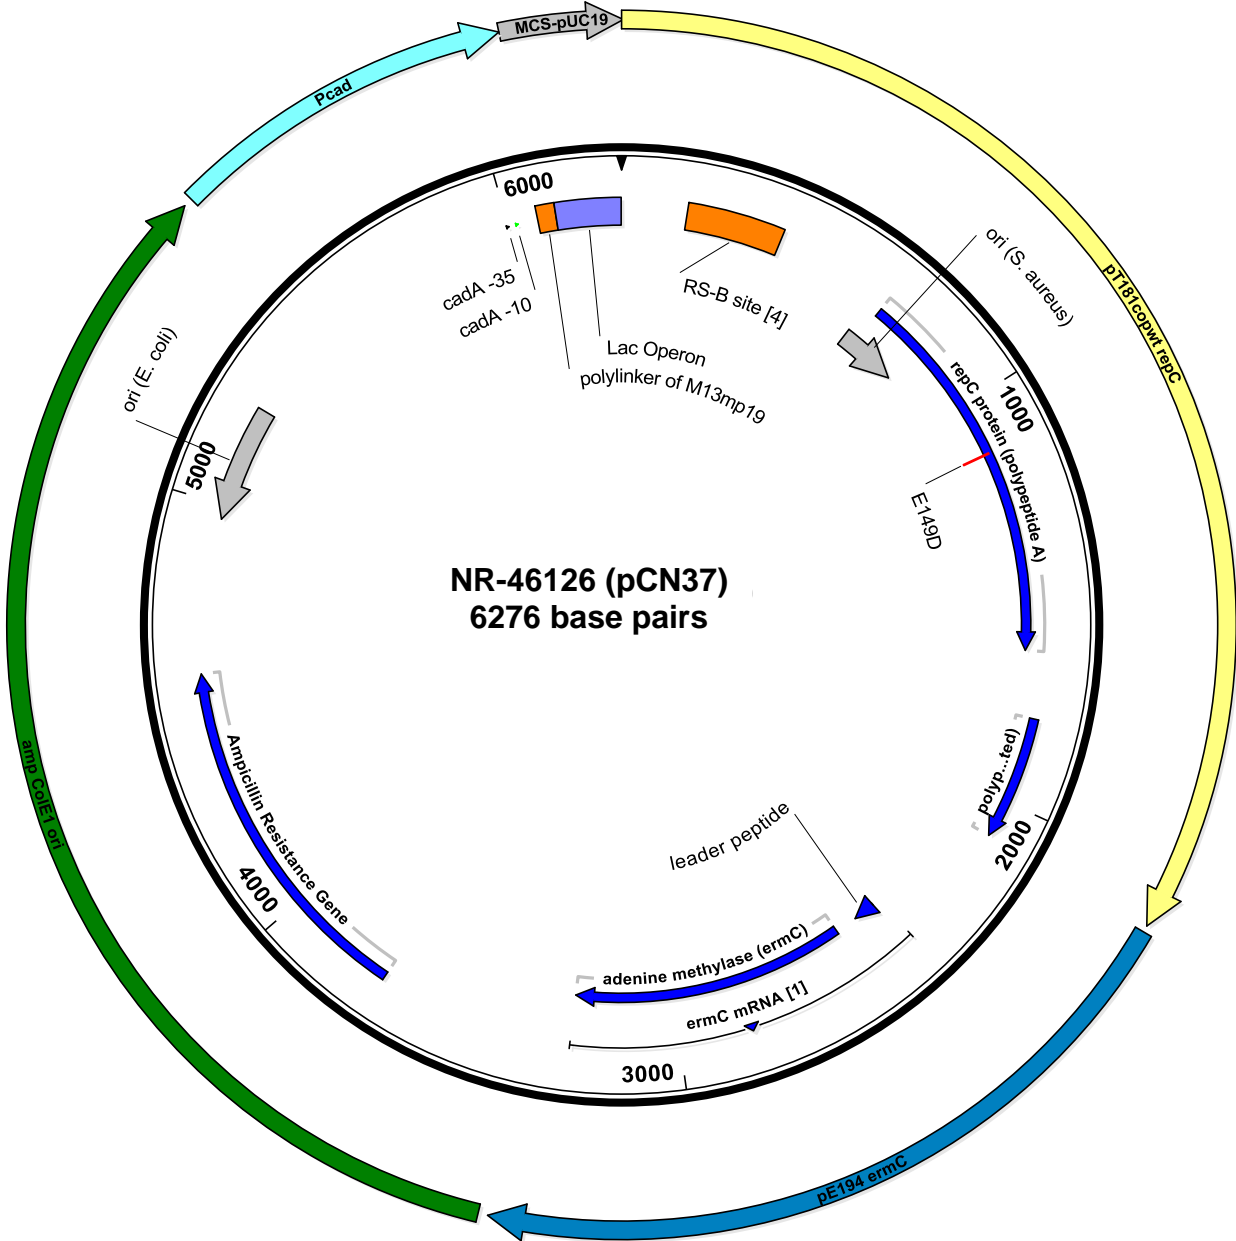 MCS-pUC19
Pcad
6000
cadA -35
cadA -10
RS-B site [4]
ori (S. aureus)
pT181copwt repC
Lac Operon
polylinker of M13mp19
ori (E. coli)
repC protein (polypeptide A)
1000
5000
E149D
NR-46126 (pCN37)
6276 base pairs
polyp...ted)
2000
Ampicillin Resistance Gene
amp ColE1 ori
leader peptide
4000
adenine methylase (ermC)
ermC mRNA [1]
3000
pE194 ermC